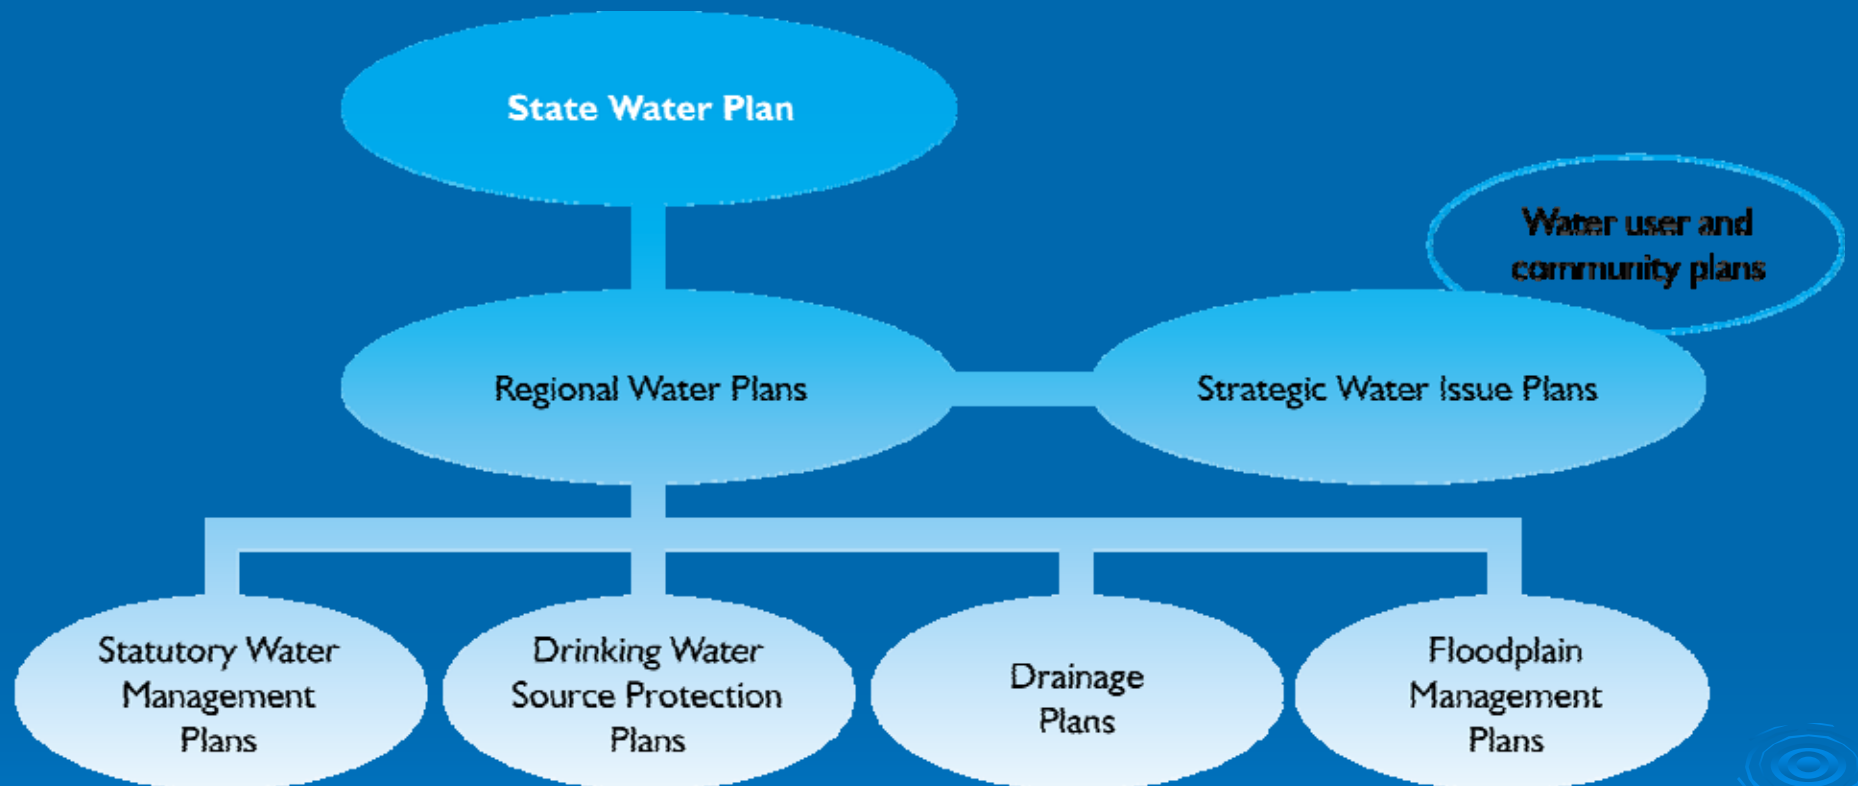 State Water Plan
Water user and
community plans
Regional Water Plans
Strategic Water Issue Plans
Statutory Water
Management
Plans
Drinking Water
Source Protection
Plans
Drainage
Plans
Floodplain
Management
Plans